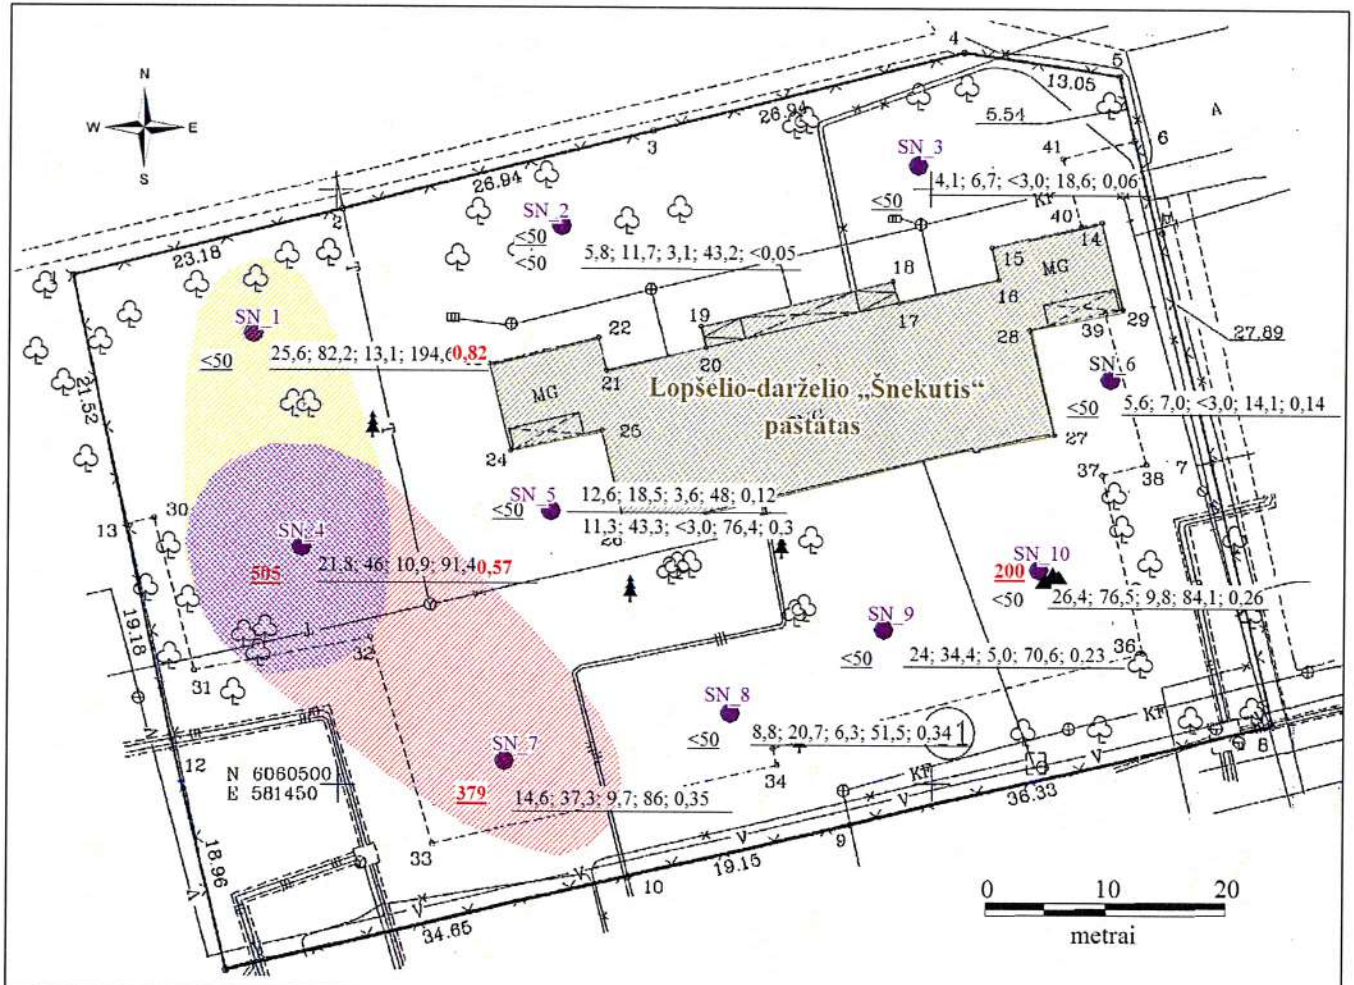 4
5
13.05
N
W E
S
26.94
3
5.54
A
6
SN_3
41
4,1; 6,7; <3,0; 18,6; 0,06
<50
KF
26.94
2
SN_2
<50
<50
5,8; 11,7; 3,1; 43,2; <0,05
40
14
15
MG
16
23.18
1
18
17
19
20
22
21
28
39
29
27.89
SN_1
<50
25,6; 82,2; 13,1; 194,6 0,82
MG
Lopšelio-darželio „Šnekutis“
pastatas
SN_6
<50
5,6; 7,0; <3,0; 14,1; 0,14
21.52
24
25
27
37
38
7
SN_5
<50
12,6; 18,5; 3,6; 48; 0,12
11,3; 43,3; <3,0; 76,4; 0,3
26
30
13
SN_4
505
21,8; 46; 10,9; 91,4 0,57
SN_10
200
<50
26,4; 76,5; 9,8; 84,1; 0,26
19.18
31
32
SN_9
<50
24; 34,4; 5,0; 70,6; 0,23
36
SN_8
<50
8,8; 20,7; 6,3; 51,5; 0,34
1
34
KF
8
SN_7
379
14,6; 37,3; 9,7; 86; 0,35
12
N 6060500
E 581450
KF
V
36.33
V
33
9
V
19.15
18.96
V
V
10
V
34.65
0 10 20
metrai